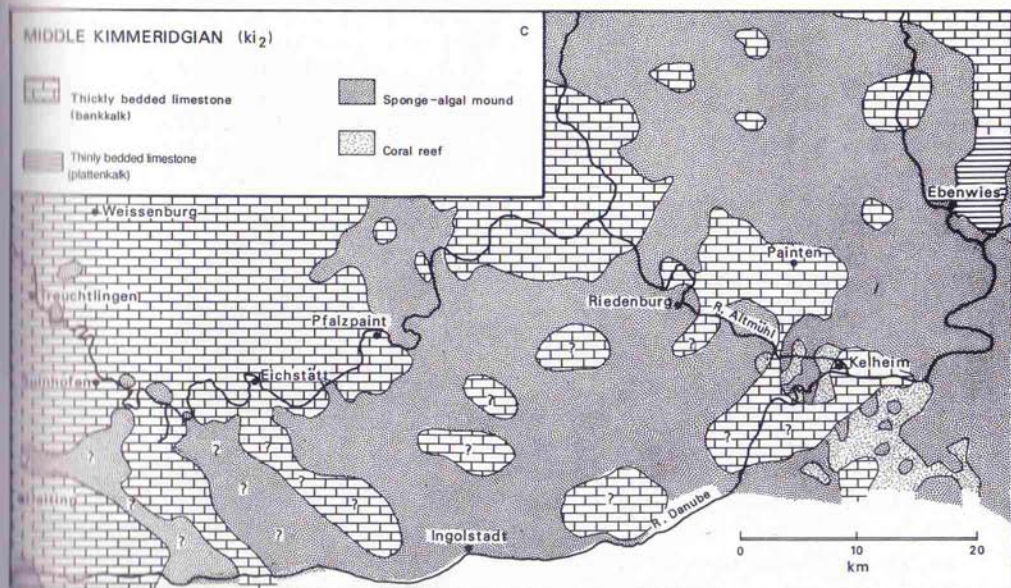 MIDDLE KIMMERIDGIAN (ki2)
C
Thickly bedded limestone
(bankkalk)
Thinly bedded limestone
(plattenkalk)
Sponge-algal mound
Coral reef
Weissenburg
Ebenwies
Painten
Treuchtlingen
Riedenburg
R. Altmühl
Pfalzpaint
Kelheim
Solnhofen
Eichstätt
?
?
?
?
?
?
?
?
?
?
?
?
?
?
Ingolstadt
R. Danube
0 10 20
km